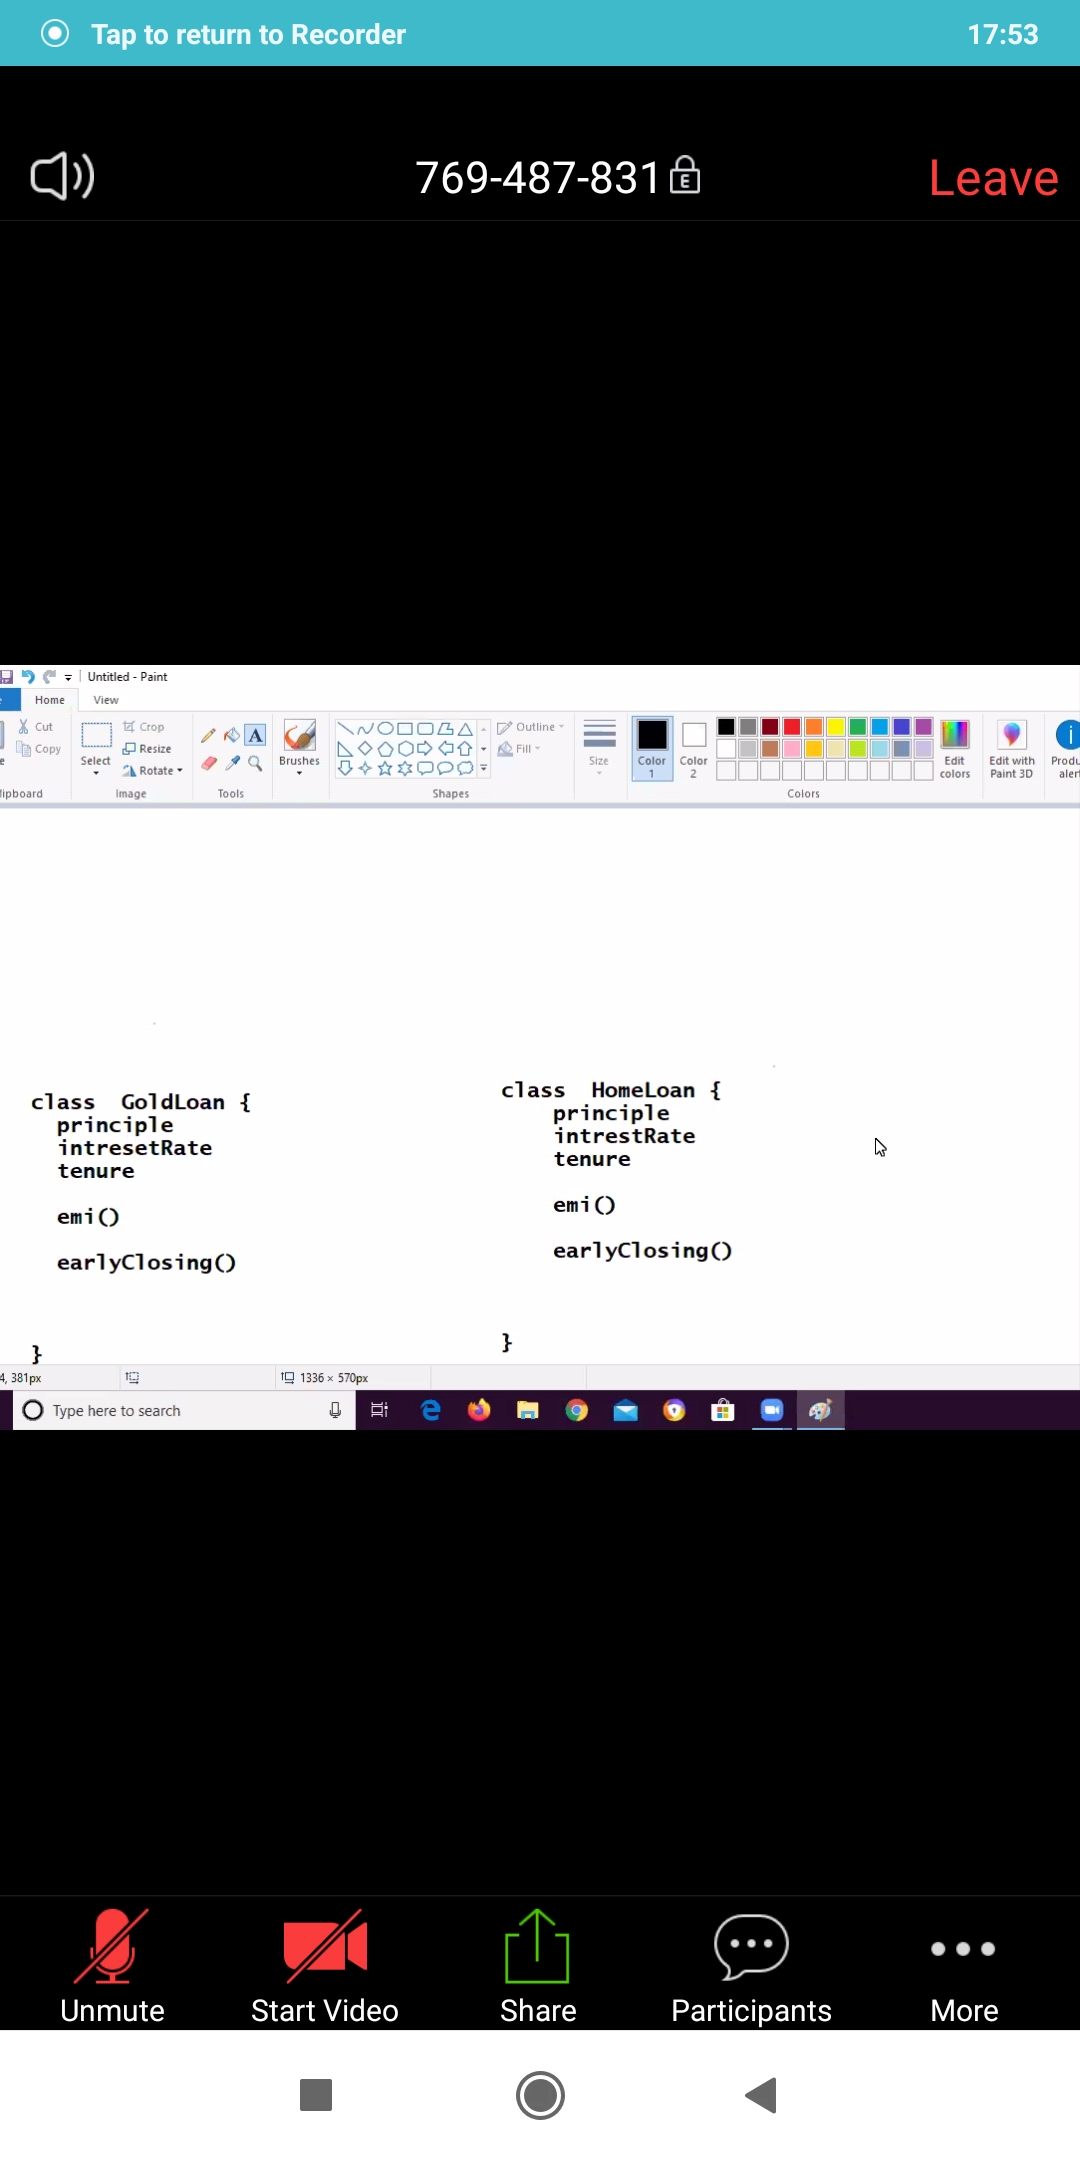 Tap to return to Recorder 17:53
769-487-831 E Leave
Untitled - Paint
Home View
Cut
Copy
Select
Crop
Resize
Rotate
Brushes
Outline
Fill
Size
Color 1
Color 2
Edit colors
Edit with Paint 3D
Image Tools Shapes Colors
class GoldLoan {
principle
intresetRate
tenure
emi()
earlyClosing()
}
class HomeLoan {
principle
intrestRate
tenure
emi()
earlyClosing()
}
4, 381px 1336 × 570px
Type here to search
Unmute Start Video Share Participants More